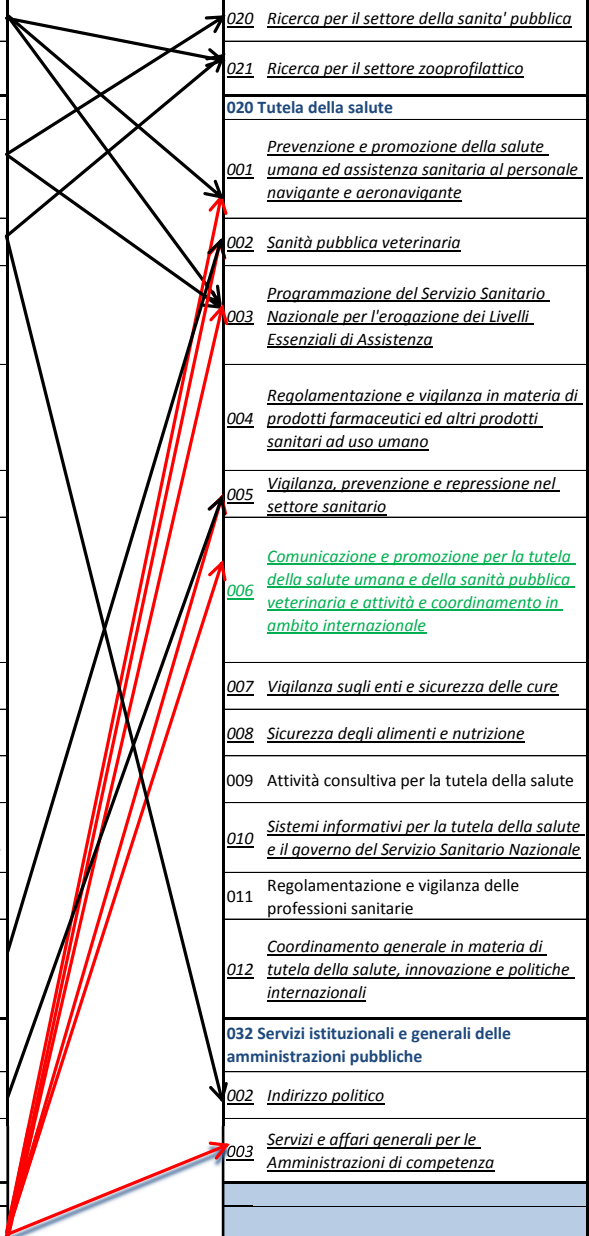 020 Ricerca per il settore della sanita' pubblica
021 Ricerca per il settore zooprofilattico
020 Tutela della salute
Prevenzione e promozione della salute
001 umana ed assistenza sanitaria al personale
navigante e aeronavigante
002 Sanità pubblica veterinaria
Programmazione del Servizio Sanitario
003 Nazionale per l'erogazione dei Livelli
Essenziali di Assistenza
Regolamentazione e vigilanza in materia di
004 prodotti farmaceutici ed altri prodotti
sanitari ad uso umano
005 Vigilanza, prevenzione e repressione nel
settore sanitario
Comunicazione e promozione per la tutela
006 della salute umana e della sanità pubblica
veterinaria e attività e coordinamento in
ambito internazionale
007 Vigilanza sugli enti e sicurezza delle cure
008 Sicurezza degli alimenti e nutrizione
009 Attività consultiva per la tutela della salute
010 Sistemi informativi per la tutela della salute
e il governo del Servizio Sanitario Nazionale
011 Regolamentazione e vigilanza delle
professioni sanitarie
Coordinamento generale in materia di
012 tutela della salute, innovazione e politiche
internazionali
032 Servizi istituzionali e generali delle
amministrazioni pubbliche
002 Indirizzo politico
003 Servizi e affari generali per le
Amministrazioni di competenza